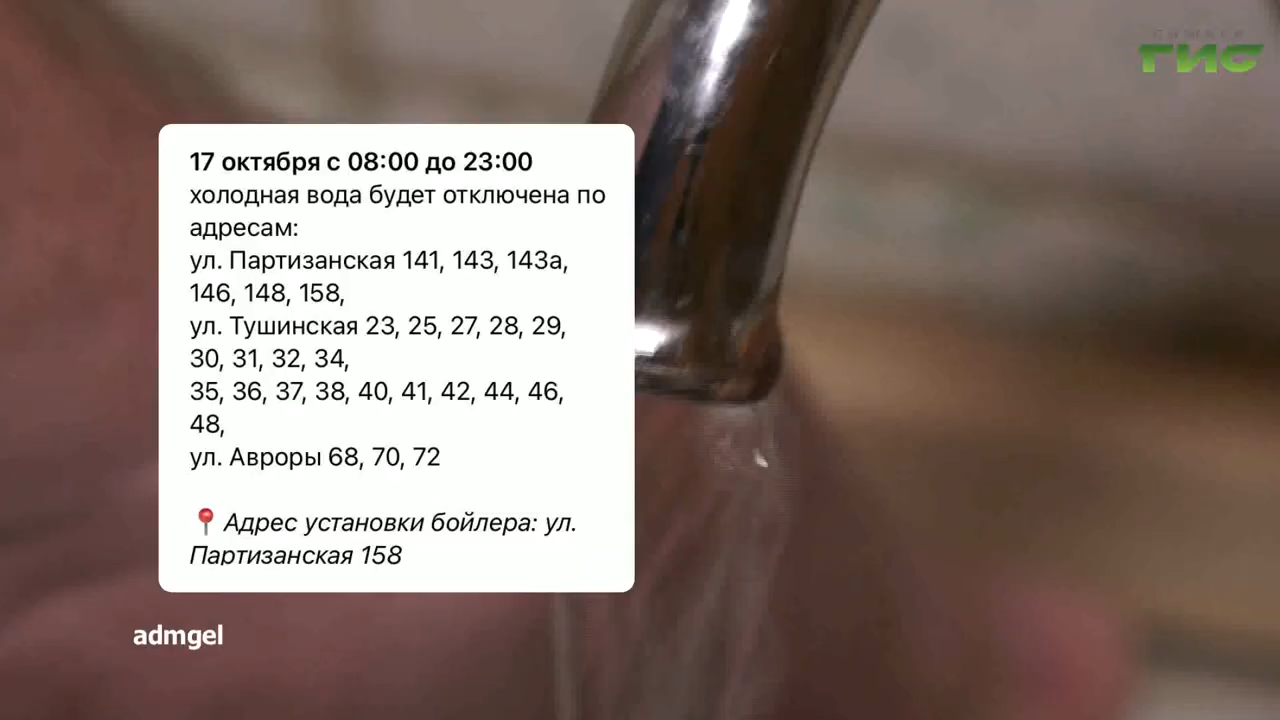 САМАРА
ГИС
17 октября с 08:00 до 23:00
холодная вода будет отключена по
адресам:
ул. Партизанская 141, 143, 143а,
146, 148, 158,
ул. Тушинская 23, 25, 27, 28, 29,
30, 31, 32, 34,
35, 36, 37, 38, 40, 41, 42, 44, 46,
48,
ул. Авроры 68, 70, 72
📍 Адрес установки бойлера: ул.
Партизанская 158
admgel